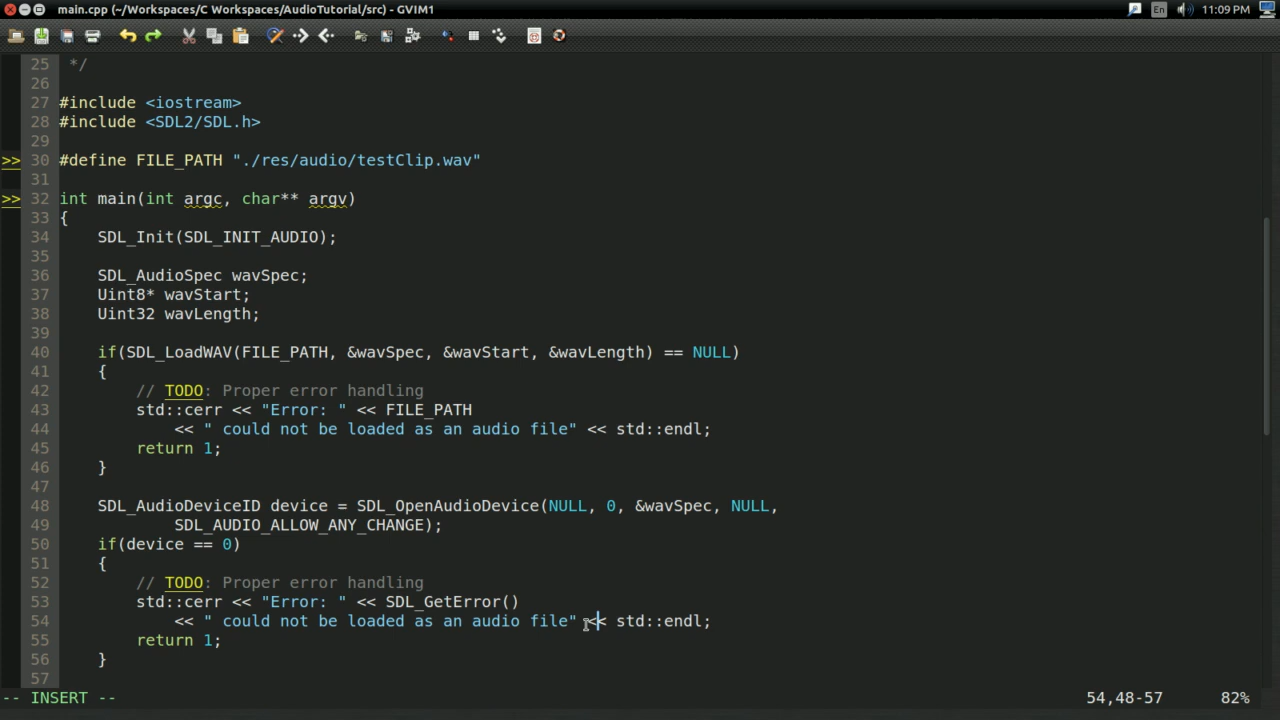 main.cpp (~/Workspaces/C Workspaces/AudioTutorial/src) - GVIM1
En
11:09 PM
25 */
26
27 #include <iostream>
28 #include <SDL2/SDL.h>
29
>> 30 #define FILE_PATH "./res/audio/testClip.wav"
31
>> 32 int main(int argc, char** argv)
33 {
34 SDL_Init(SDL_INIT_AUDIO);
35
36 SDL_AudioSpec wavSpec;
37 Uint8* wavStart;
38 Uint32 wavLength;
39
40 if(SDL_LoadWAV(FILE_PATH, &wavSpec, &wavStart, &wavLength) == NULL)
41 {
42 // TODO: Proper error handling
43 std::cerr << "Error: " << FILE_PATH
44 << " could not be loaded as an audio file" << std::endl;
45 return 1;
46 }
47
48 SDL_AudioDeviceID device = SDL_OpenAudioDevice(NULL, 0, &wavSpec, NULL,
49 SDL_AUDIO_ALLOW_ANY_CHANGE);
50 if(device == 0)
51 {
52 // TODO: Proper error handling
53 std::cerr << "Error: " << SDL_GetError()
54 << " could not be loaded as an audio file" << std::endl;
55 return 1;
56 }
57
-- INSERT -- 54,48-57 82%